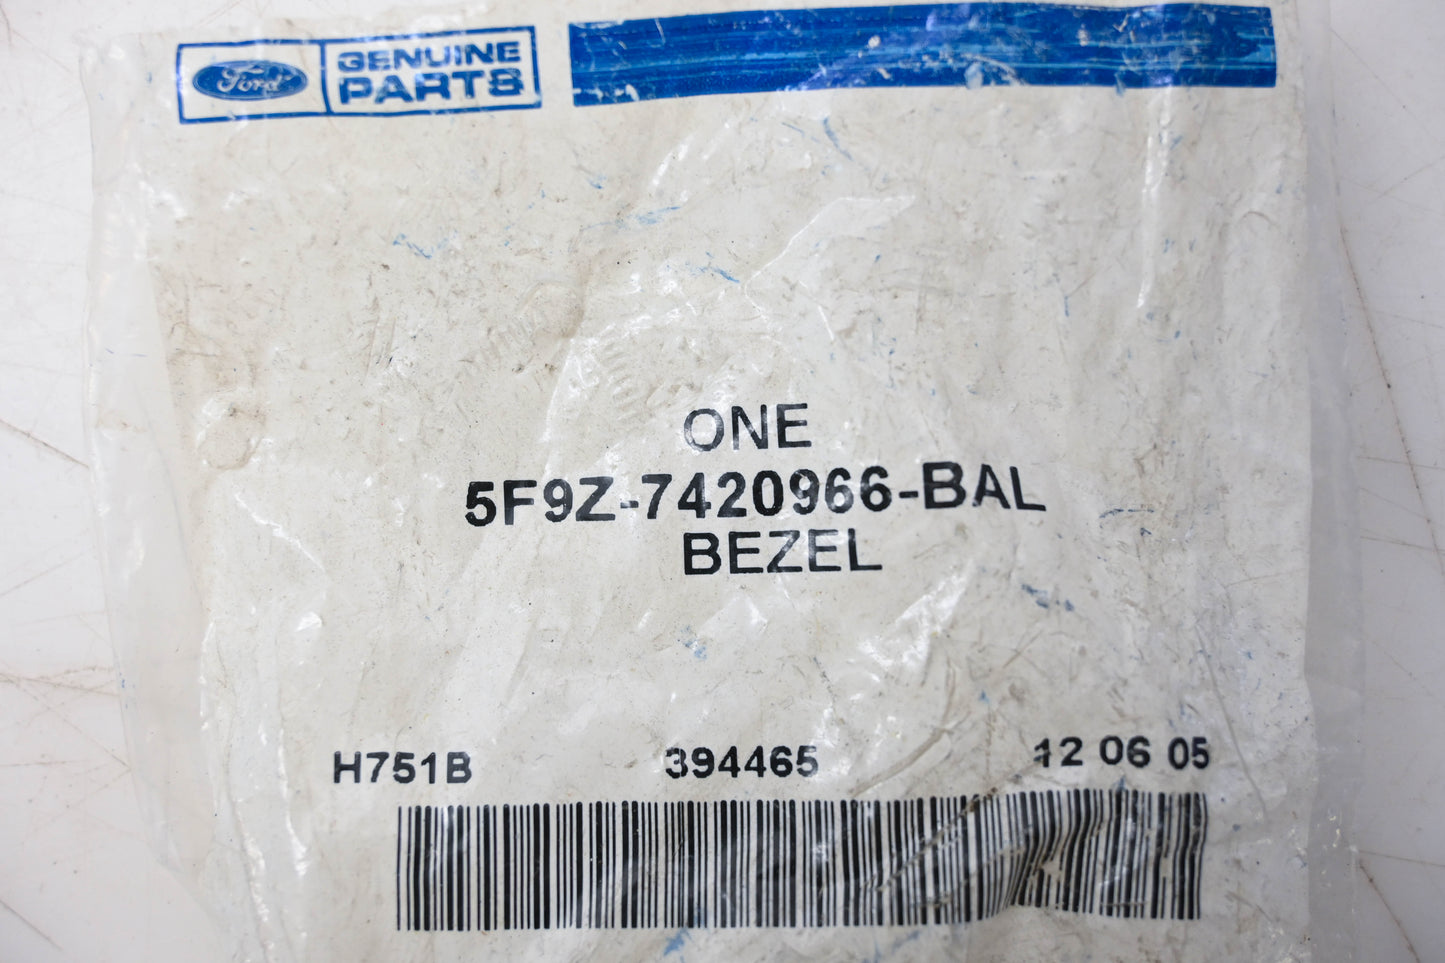 Ford
GENUINE
PARTS
ONE
5F9Z-7420966-BAL
BEZEL
H751B 394465 12 06 05